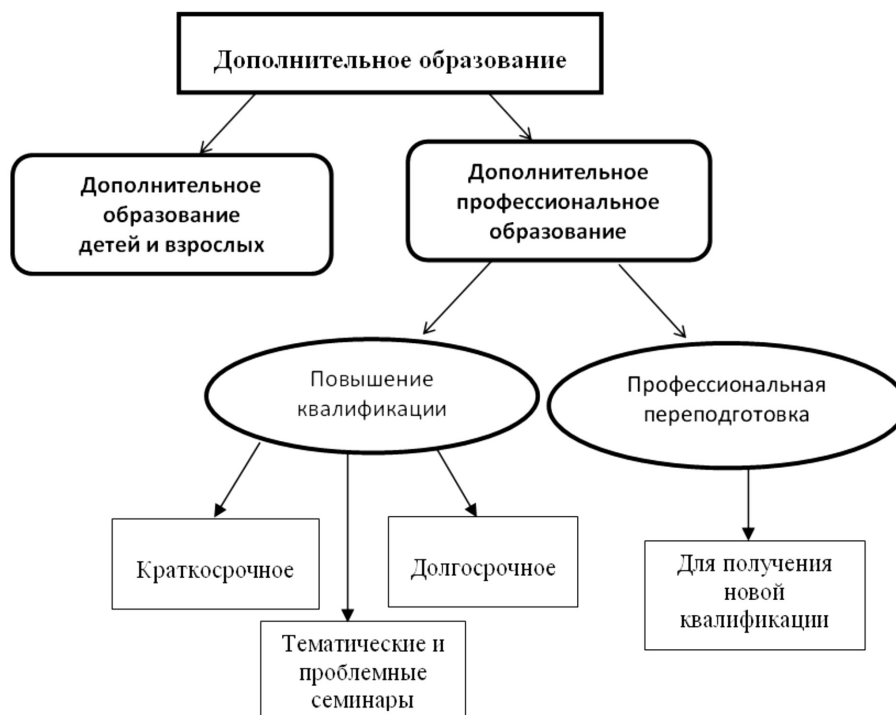 Дополнительное образование
Дополнительное
образование
детей и взрослых
Дополнительное
профессиональное
образование
Повышение
квалификации
Профессиональная
переподготовка
Краткосрочное
Долгосрочное
Для получения
новой
квалификации
Тематические и
проблемные
семинары